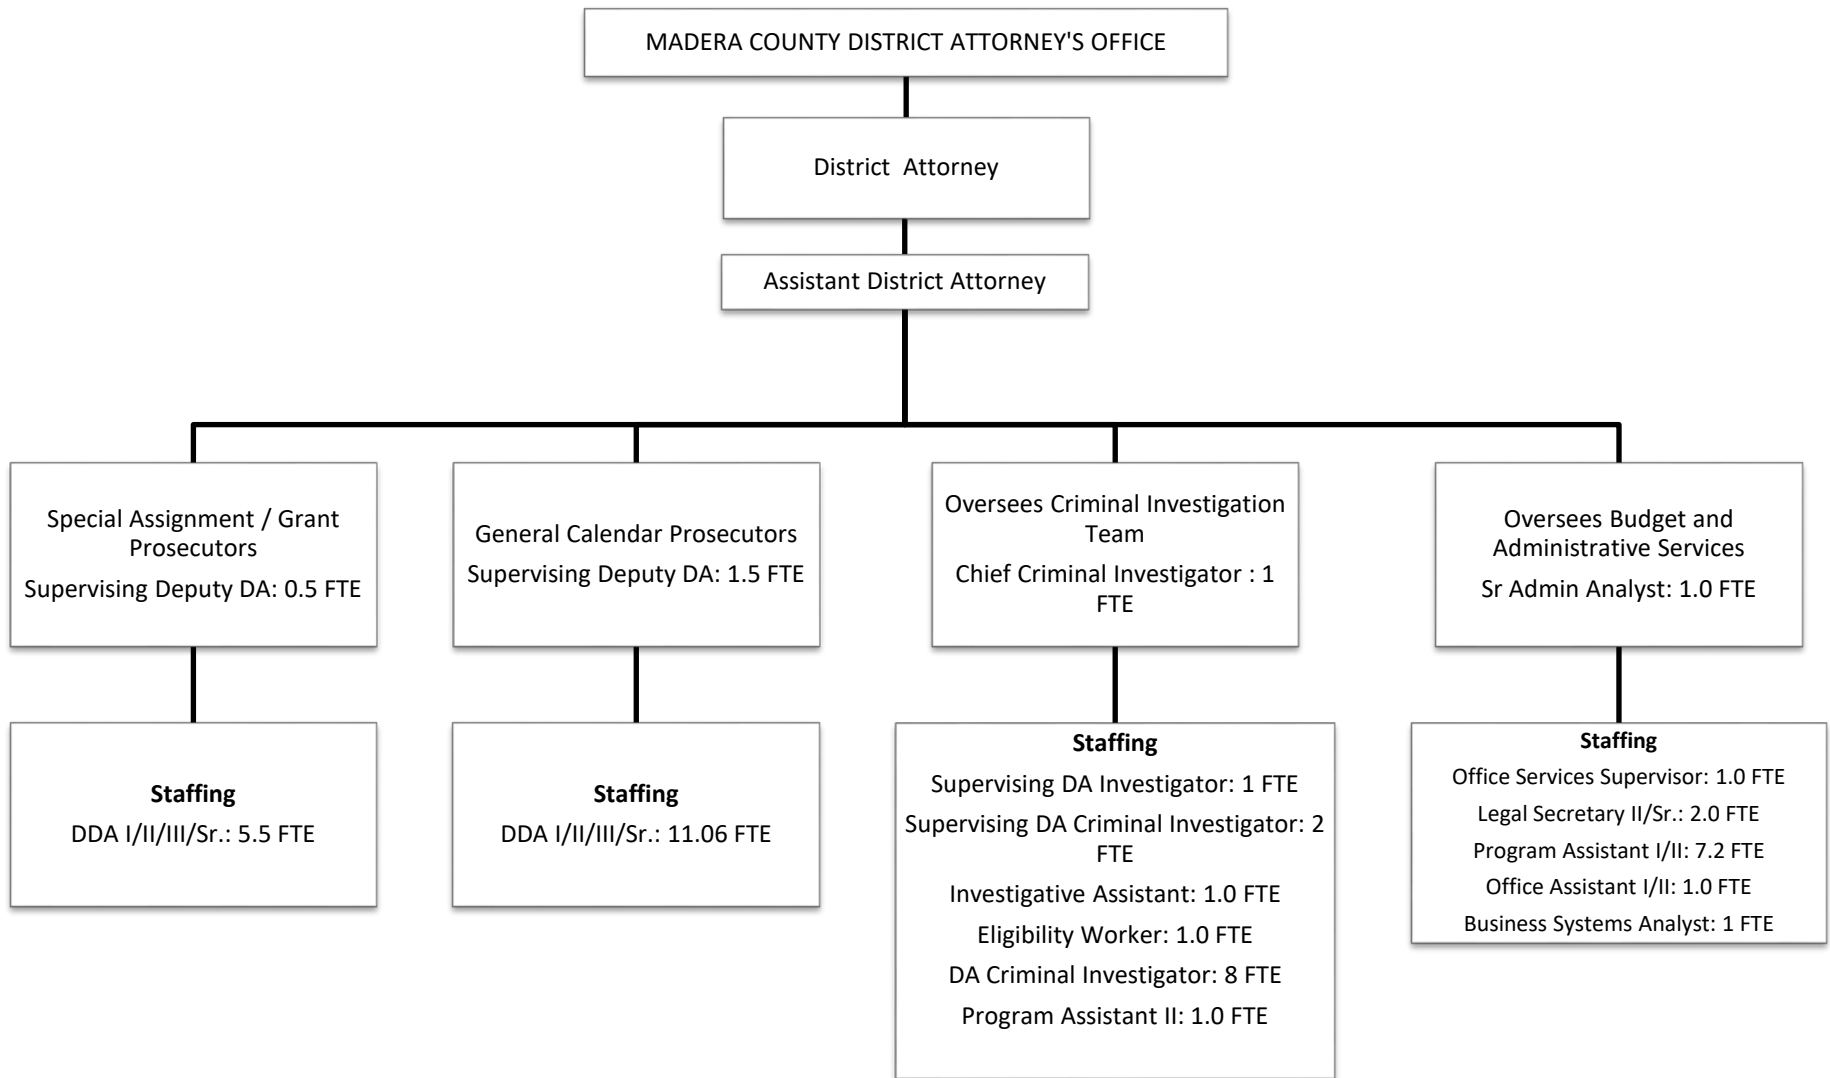 MADERA COUNTY DISTRICT ATTORNEY'S OFFICE
District  Attorney
Assistant District Attorney
Special Assignment / Grant
Prosecutors
Supervising Deputy DA: 0.5 FTE
General Calendar Prosecutors
Supervising Deputy DA: 1.5 FTE
Oversees Criminal Investigation
Team
Chief Criminal Investigator : 1
FTE
Oversees Budget and
Administrative Services
Sr Admin Analyst: 1.0 FTE
Staffing
DDA I/II/III/Sr.: 5.5 FTE
Staffing
DDA I/II/III/Sr.: 11.06 FTE
Staffing
Supervising DA Investigator: 1 FTE
Supervising DA Criminal Investigator: 2
FTE
Investigative Assistant: 1.0 FTE
Eligibility Worker: 1.0 FTE
DA Criminal Investigator: 8 FTE
Program Assistant II: 1.0 FTE
Staffing
Office Services Supervisor: 1.0 FTE
Legal Secretary II/Sr.: 2.0 FTE
Program Assistant I/II: 7.2 FTE
Office Assistant I/II: 1.0 FTE
Business Systems Analyst: 1 FTE